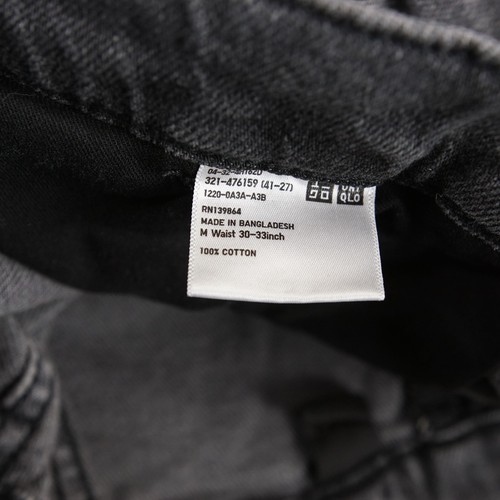 321-476159 (41-27)
1220-0A3A-A3B
UNI
QLO
RN139864
MADE IN BANGLADESH
M Waist 30-33inch
100% COTTON